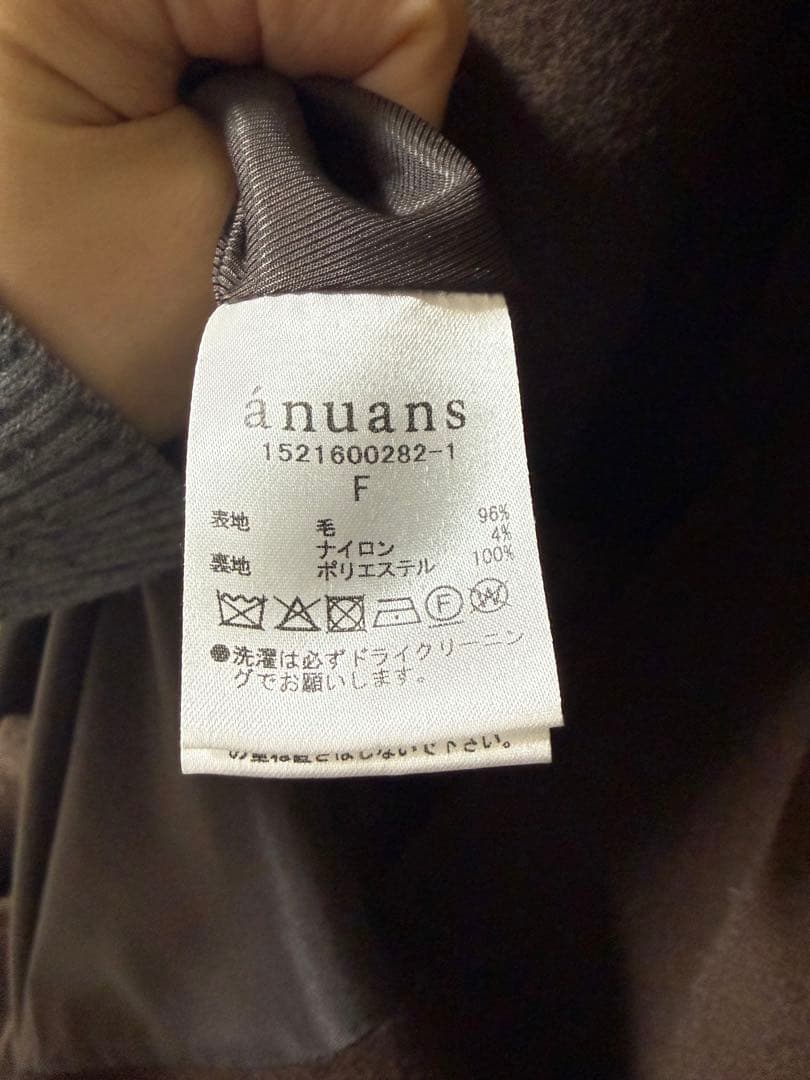 ánuans
1521600282-1
F
表地 毛 96%
ナイロン 4%
裏地 ポリエステル 100%
F W
●洗濯は必ずドライクリーニン
グでお願いします。